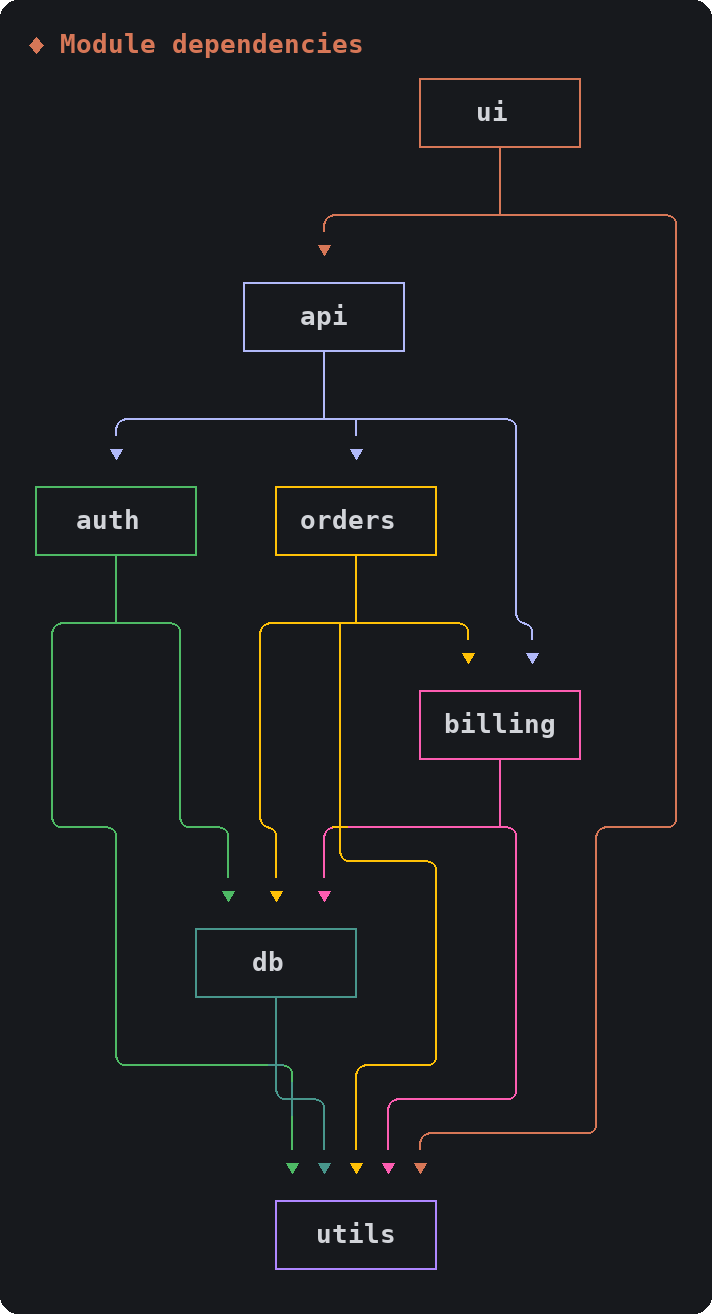 Module dependencies
ui
api
auth
orders
billing
db
utils